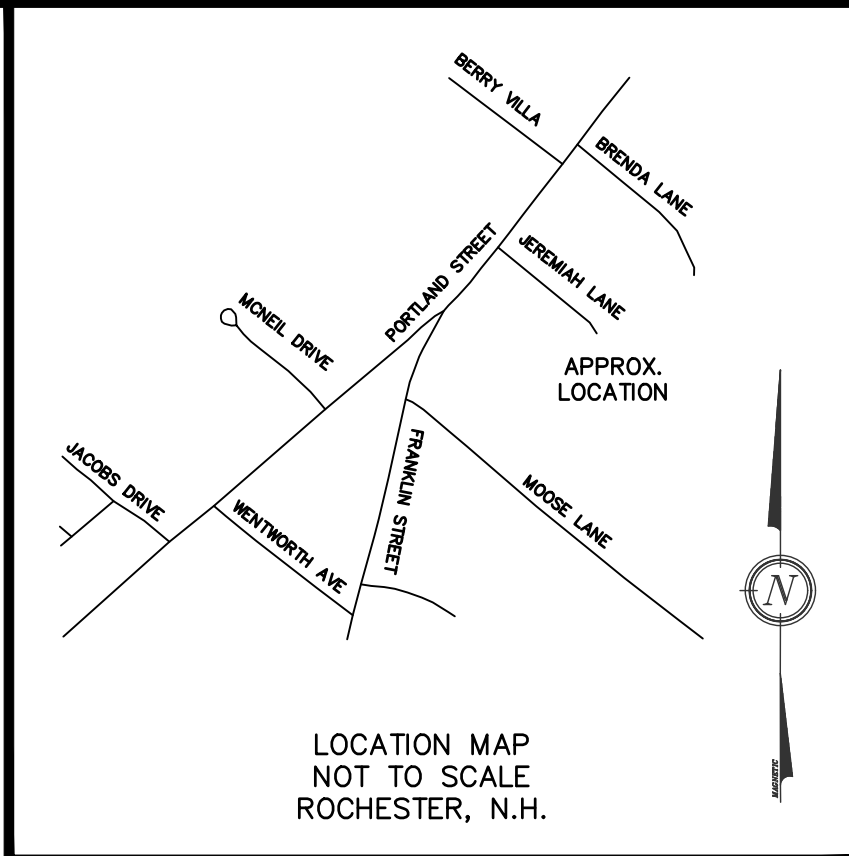 BERRY VILLA
BRENDA LANE
PORTLAND STREET
JEREMIAH LANE
MCNEIL DRIVE
APPROX.
LOCATION
JACOBS DRIVE
WENTWORTH AVE
FRANKLIN STREET
MOOSE LANE
N
MAGNETIC
LOCATION MAP
NOT TO SCALE
ROCHESTER, N.H.